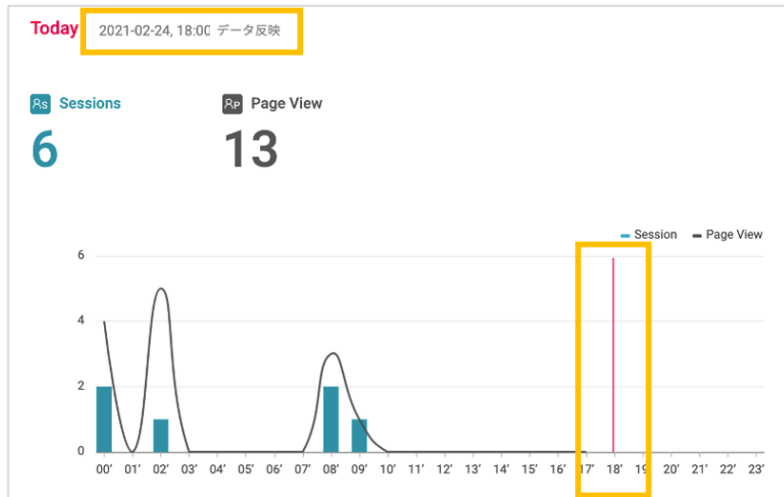 Today 2021-02-24, 18:00 データ反映
Sessions Page View
6 13
Session Page View
6
4
2
0
00' 01' 02' 03' 04' 05' 06' 07' 08' 09' 10' 11' 12' 13' 14' 15' 16' 17' 18' 19' 20' 21' 22' 23'